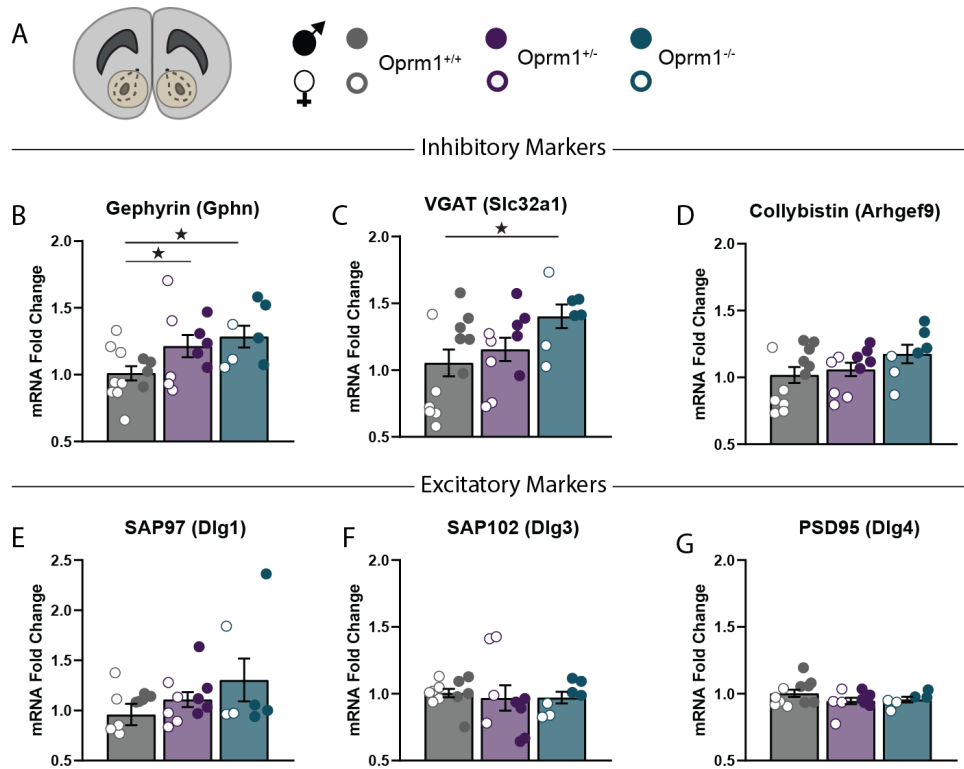 A
Oprm1+/+
Oprm1+/-
Oprm1-/-
Inhibitory Markers
B
Gephyrin (Gphn)
mRNA Fold Change
2.0
1.5
1.0
0.5
C
VGAT (Slc32a1)
mRNA Fold Change
2.0
1.5
1.0
0.5
D
Collybistin (Arhgef9)
mRNA Fold Change
2.0
1.5
1.0
0.5
Excitatory Markers
E
SAP97 (Dlg1)
mRNA Fold Change
2.5
2.0
1.5
1.0
0.5
F
SAP102 (Dlg3)
mRNA Fold Change
2.0
1.5
1.0
0.5
G
PSD95 (Dlg4)
mRNA Fold Change
2.0
1.5
1.0
0.5